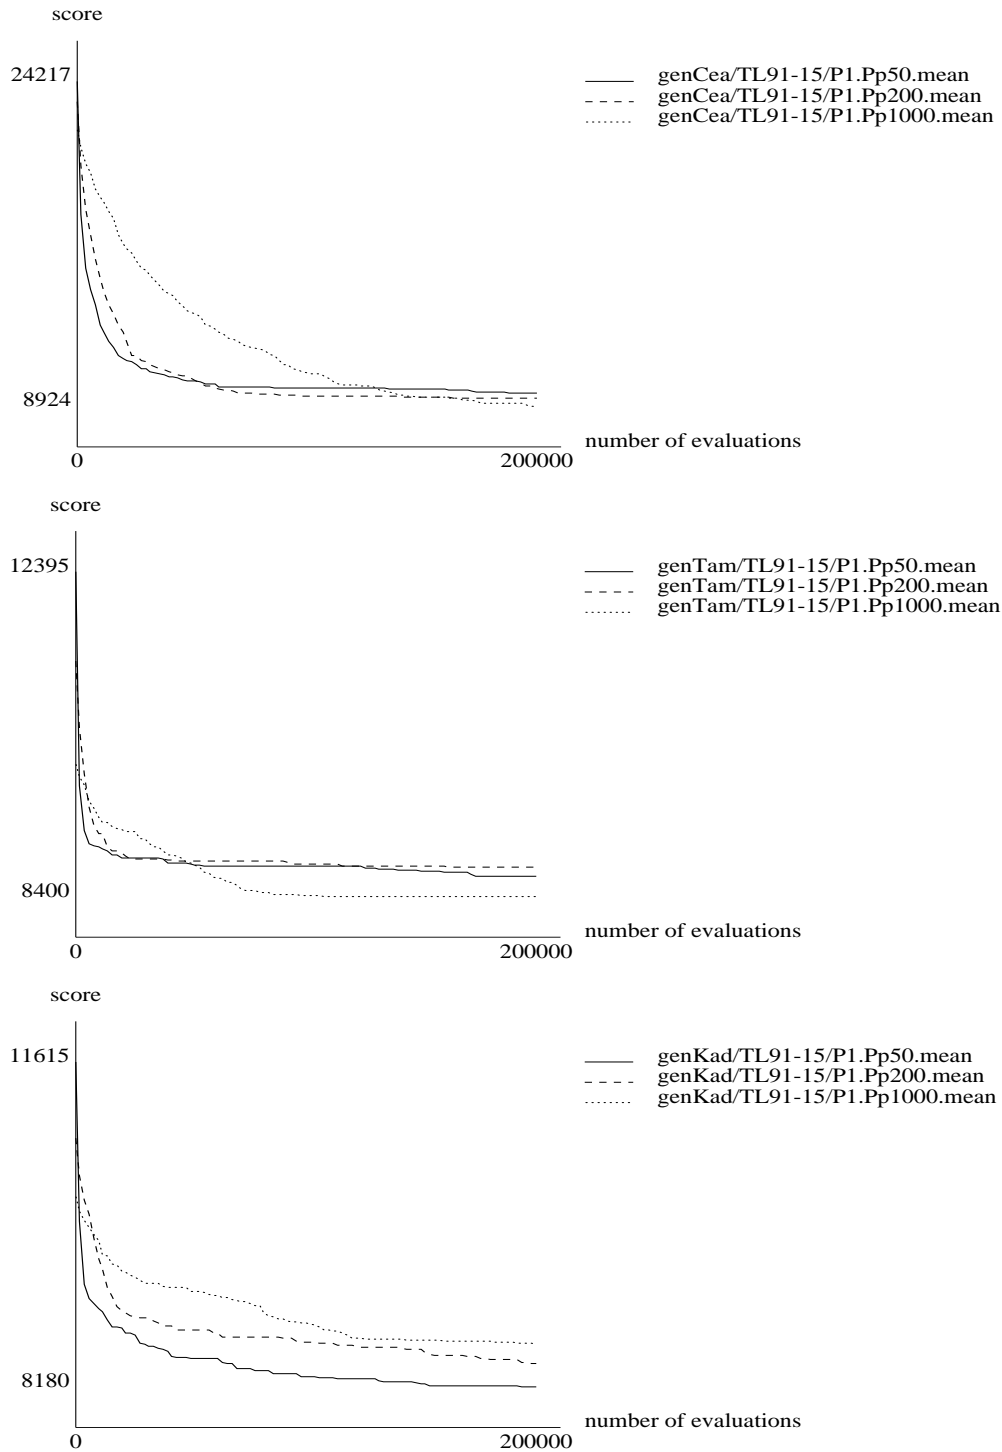 score
24217
genCea/TL91-15/P1.Pp50.mean
genCea/TL91-15/P1.Pp200.mean
genCea/TL91-15/P1.Pp1000.mean
8924
number of evaluations
0
200000
score
12395
genTam/TL91-15/P1.Pp50.mean
genTam/TL91-15/P1.Pp200.mean
genTam/TL91-15/P1.Pp1000.mean
8400
number of evaluations
0
200000
score
11615
genKad/TL91-15/P1.Pp50.mean
genKad/TL91-15/P1.Pp200.mean
genKad/TL91-15/P1.Pp1000.mean
8180
number of evaluations
0
200000